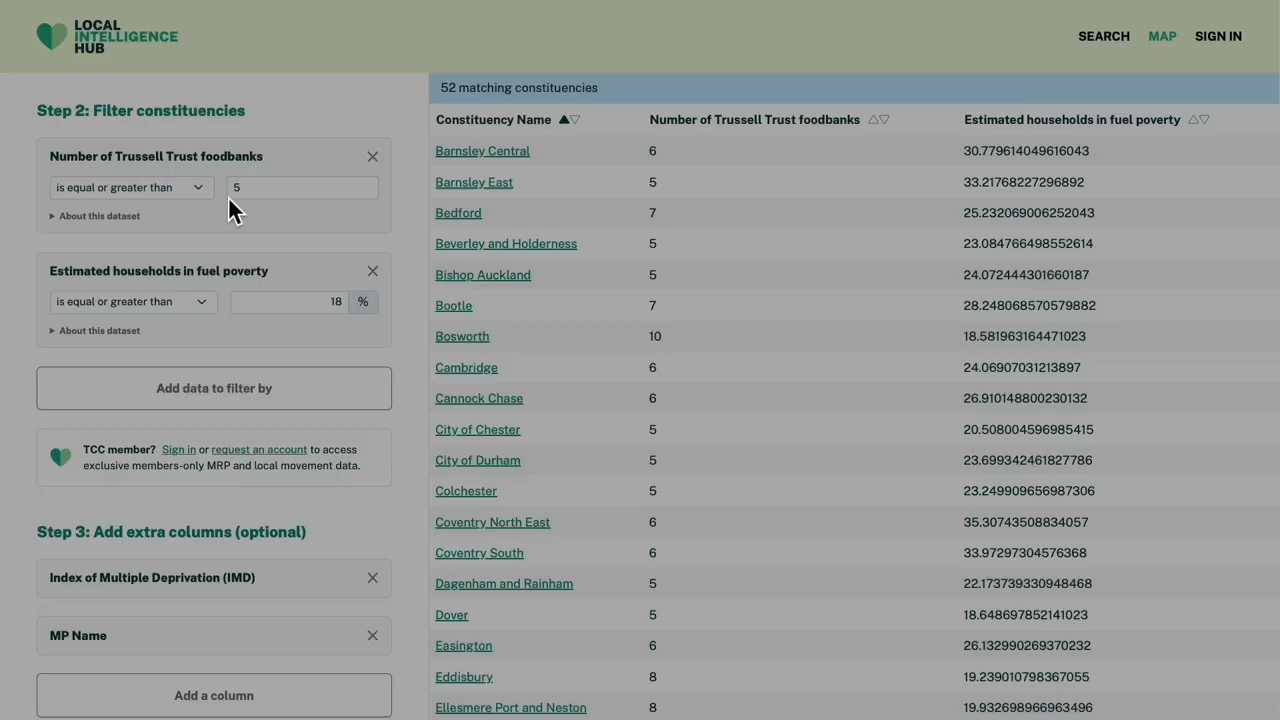 LOCAL
INTELLIGENCE
HUB
SEARCH
MAP
SIGN IN
Step 2: Filter constituencies
Number of Trussell Trust foodbanks
is equal or greater than
5
About this dataset
Estimated households in fuel poverty
is equal or greater than
18
%
About this dataset
Add data to filter by
TCC member? Sign in or request an account to access
exclusive members-only MRP and local movement data.
Step 3: Add extra columns (optional)
Index of Multiple Deprivation (IMD)
MP Name
Add a column
52 matching constituencies
Constituency Name Number of Trussell Trust foodbanks Estimated households in fuel poverty
Barnsley Central 6 30.779614049616043
Barnsley East 5 33.21768227296892
Bedford 7 25.232069006252043
Beverley and Holderness 5 23.084766498552614
Bishop Auckland 5 24.072444301660187
Bootle 7 28.248068570579882
Bosworth 10 18.581963164471023
Cambridge 6 24.06907031213897
Cannock Chase 6 26.910148800230132
City of Chester 5 20.508004596985415
City of Durham 5 23.699342461827786
Colchester 5 23.249909656987306
Coventry North East 6 35.30743508834057
Coventry South 6 33.97297304576368
Dagenham and Rainham 5 22.173739330948468
Dover 5 18.648697852141023
Easington 6 26.132990269370232
Eddisbury 8 19.239010798367055
Ellesmere Port and Neston 8 19.932698966963496